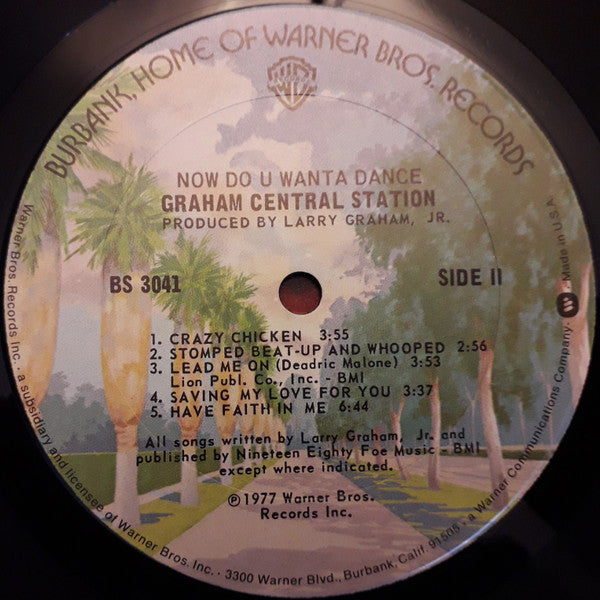 BURBANK, HOME OF WARNER BROS. RECORDS
NOW DO U WANTA DANCE
GRAHAM CENTRAL STATION
PRODUCED BY LARRY GRAHAM, JR.
BS 3041
SIDE II
1. CRAZY CHICKEN 3:55
2. STOMPED BEAT-UP AND WHOOPED 2:56
3. LEAD ME ON (Deadric Malone) 3:53
Lion Publ. Co., Inc. - BMI
4. SAVING MY LOVE FOR YOU 3:37
5. HAVE FAITH IN ME 6:44
All songs written by Larry Graham, Jr. and
published by Nineteen Eighty Foe Music - BMI
except where indicated.
℗1977 Warner Bros.
Records Inc.
Warner Bros. Records Inc. · a subsidiary and licensee of Warner Bros. Inc. · 3300 Warner Blvd., Burbank, Calif. 91505 · a Warner Communications Company · Made in U.S.A.